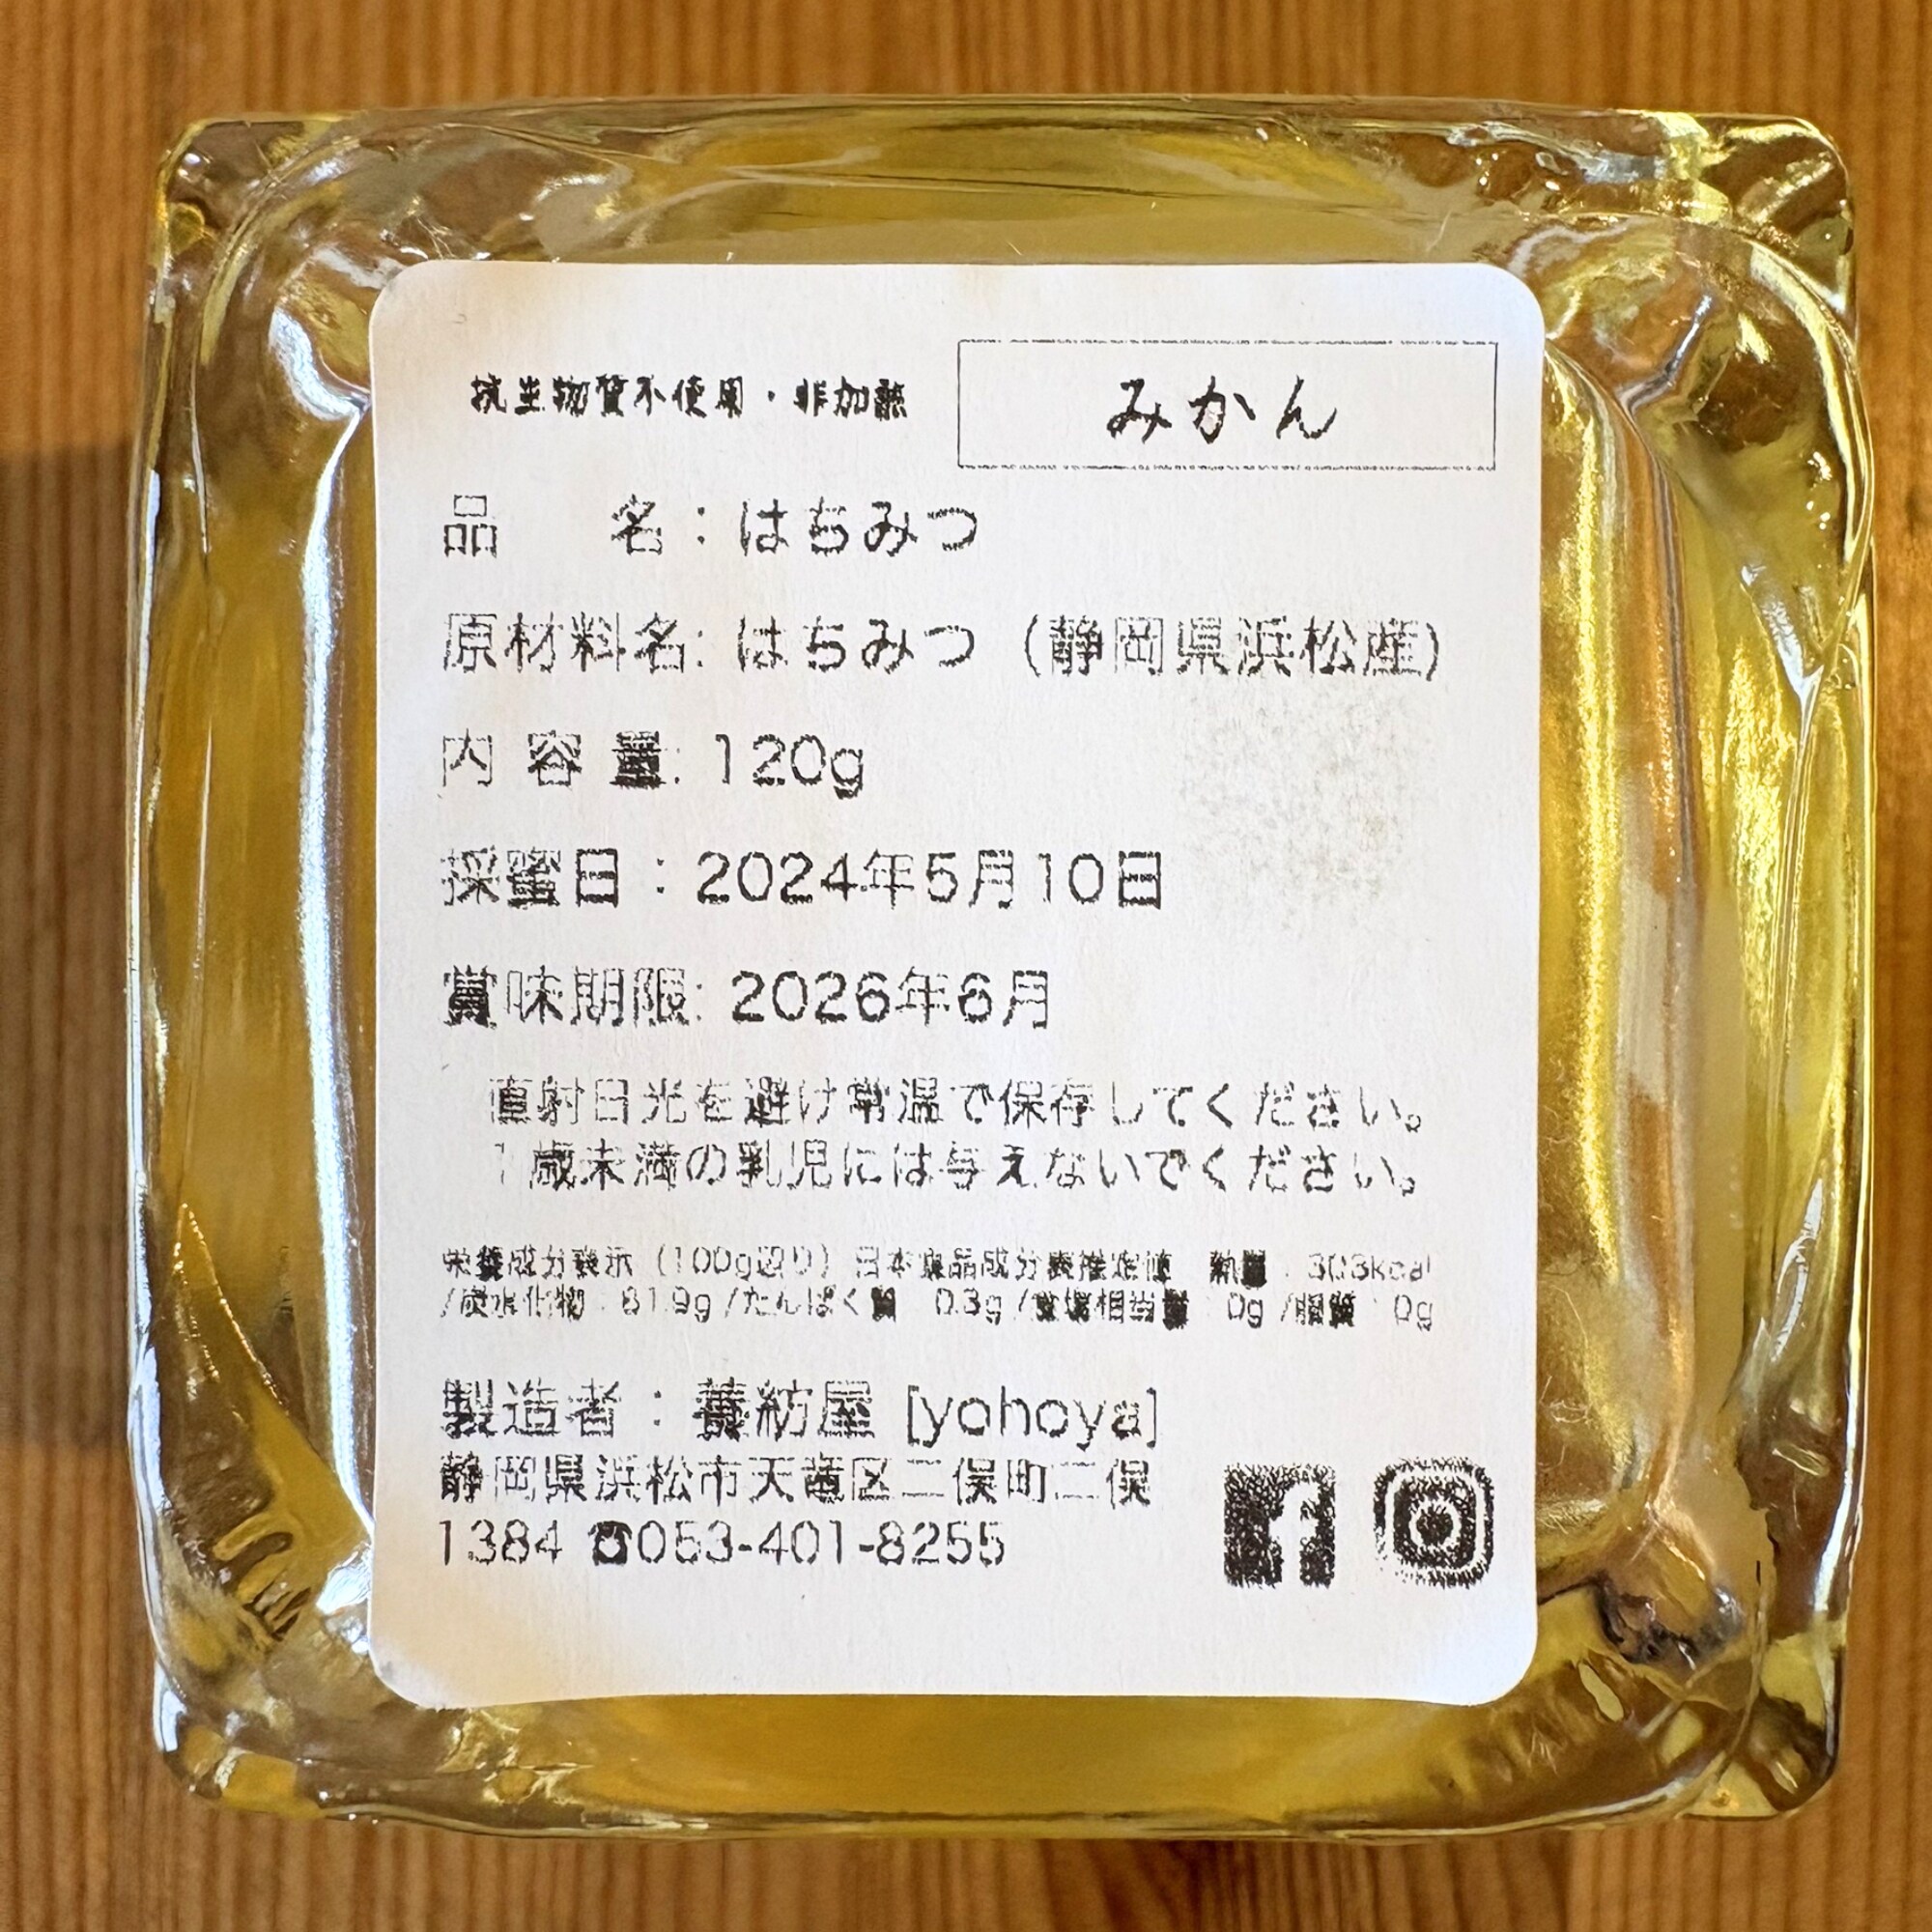 抗生物質不使用・非加熱
みかん
品　　名：はちみつ
原材料名: はちみつ（静岡県浜松産）
内 容 量: 120g
採蜜日：2024年5月10日
賞味期限: 2026年6月
直射日光を避け常温で保存してください。
1歳未満の乳児には与えないでください。
栄養成分表示（100g辺り）日本食品成分表推定値　熱量：303kcal
/炭水化物：81.9g /たんぱく質：0.3g /食塩相当量：0g /脂質：0g
製造者：養紡屋 [yohoya]
静岡県浜松市天竜区二俣町二俣
1384 ☎053-401-8255